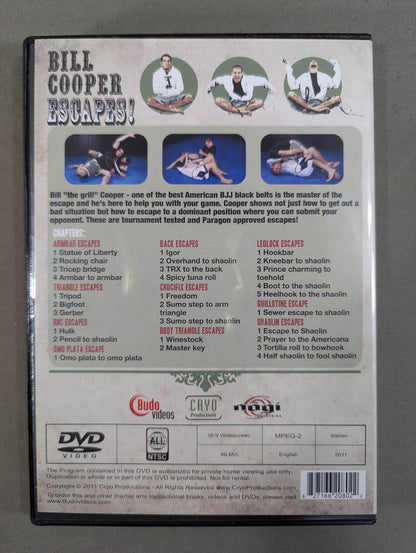 BILL
COOPER
ESCAPES!
Bill "the grill" Cooper - one of the best American BJJ black belts is the master of the
escape and he's here to help you with your game. Cooper shows not just how to get out a
bad situation but how to escape to a dominant position where you can submit your
opponent. These are tournament tested and Paragon approved escapes!
CHAPTERS:
ARMBAR ESCAPES
1 Statue of Liberty
2 Rocking chair
3 Tricep bridge
4 Armbar to armbar
TRIANGLE ESCAPES
1 Tripod
2 Bigfoot
3 Gerber
RNC ESCAPES
1 Hulk
2 Pencil to shaolin
OMO PLATA ESCAPE
1 Omo plata to omo plata
BACK ESCAPES
1 Igor
2 Overhand to shaolin
3 TRX to the back
4 Spicy tuna roll
CRUCIFIX ESCAPES
1 Freedom
2 Sumo step to arm
triangle
3 Sumo step to shaolin
BODY TRIANGLE ESCAPES
1 Winestock
2 Master key
LEGLOCK ESCAPES
1 Hookbar
2 Kneebar to shaolin
3 Prince charming to
toehold
4 Boot to the shaolin
5 Heelhook to the shaolin
GUILLOTINE ESCAPE
1 Sewer escape to shaolin
SHAOLIN ESCAPES
1 Escape to Shaolin
2 Prayer to the Americana
3 Tortilla roll to bowhook
4 Half shaolin to fool shaolin
Budo
videos
CRYO
Productions
nogi
INDUSTRIES
DVD
VIDEO
ALL
NTSC
16:9 Widescreen
MPEG-2
Stereo
86 Min.
English
2011
The Program contained in this DVD is authorized for private home viewing use only.
Duplication in whole or in part of this DVD is prohibited. Not for rental.
Copyright © 2011 Cryo Productions - All Rights Reserved www.CryoProductions.com
To order this and other martial arts instructional books, videos and DVDs, please visit
www.Budovideos.com
8 27166 20802 7